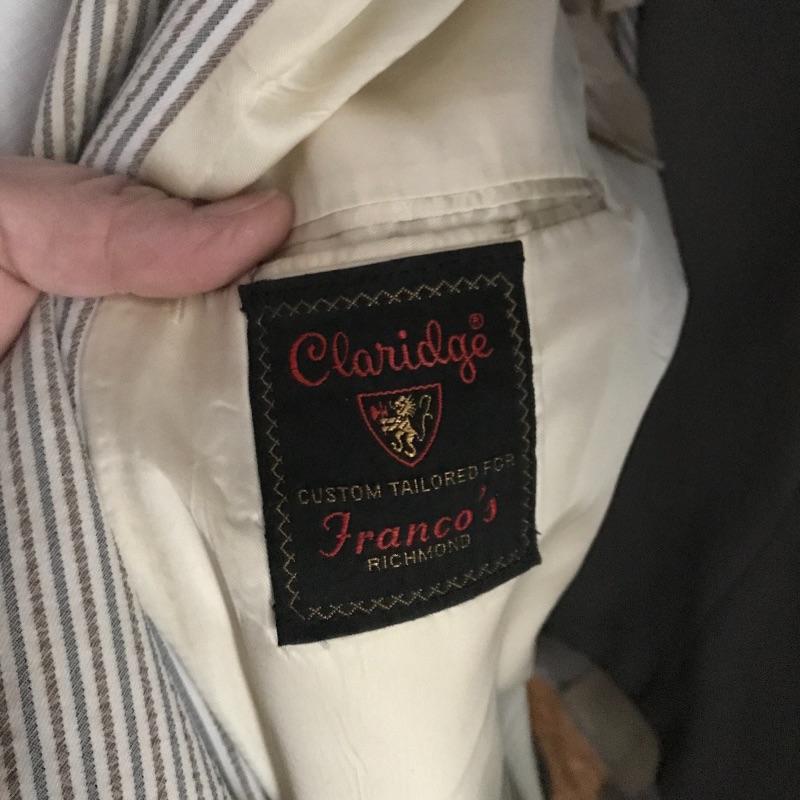 Claridge®
CUSTOM TAILORED FOR
Franco's
RICHMOND